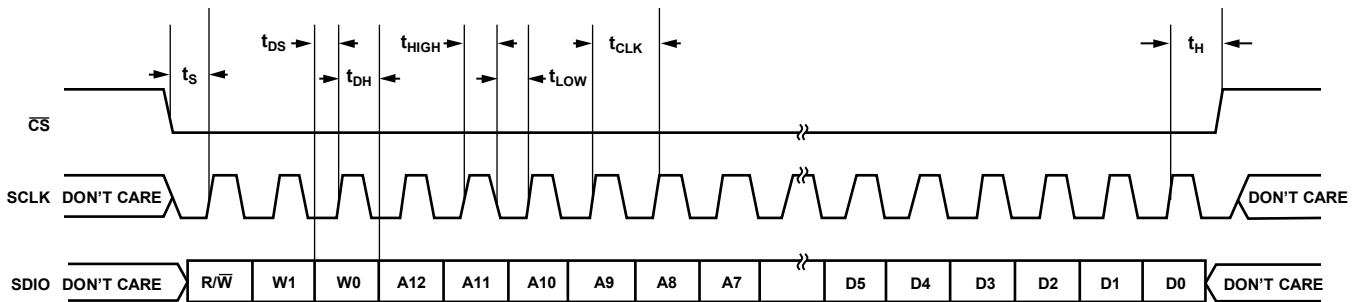 tDS tHIGH tCLK tH
tS tDH tLOW
CS
SCLK DON'T CARE DON'T CARE
SDIO DON'T CARE R/W W1 W0 A12 A11 A10 A9 A8 A7 D5 D4 D3 D2 D1 D0 DON'T CARE